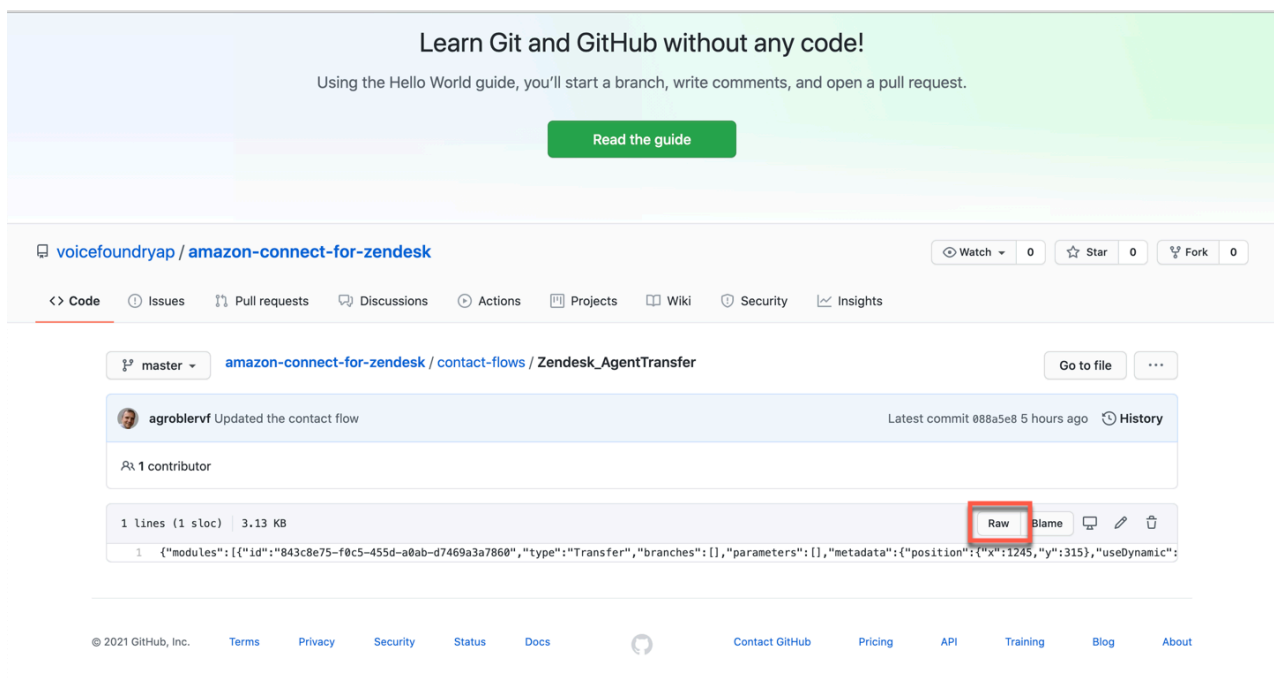 Learn Git and GitHub without any code!
Using the Hello World guide, you'll start a branch, write comments, and open a pull request.
Read the guide
voicefoundryap / amazon-connect-for-zendesk
Watch 0 Star 0 Fork 0
<> Code Issues Pull requests Discussions Actions Projects Wiki Security Insights
master amazon-connect-for-zendesk / contact-flows / Zendesk_AgentTransfer Go to file ...
agroblervf Updated the contact flow Latest commit 088a5e8 5 hours ago History
1 contributor
1 lines (1 sloc) 3.13 KB Raw Blame
1 {"modules":[{"id":"843c8e75-f0c5-455d-a0ab-d7469a3a7860","type":"Transfer","branches":[],"parameters":[],"metadata":{"position":{"x":1245,"y":315},"useDynamic":
© 2021 GitHub, Inc. Terms Privacy Security Status Docs Contact GitHub Pricing API Training Blog About